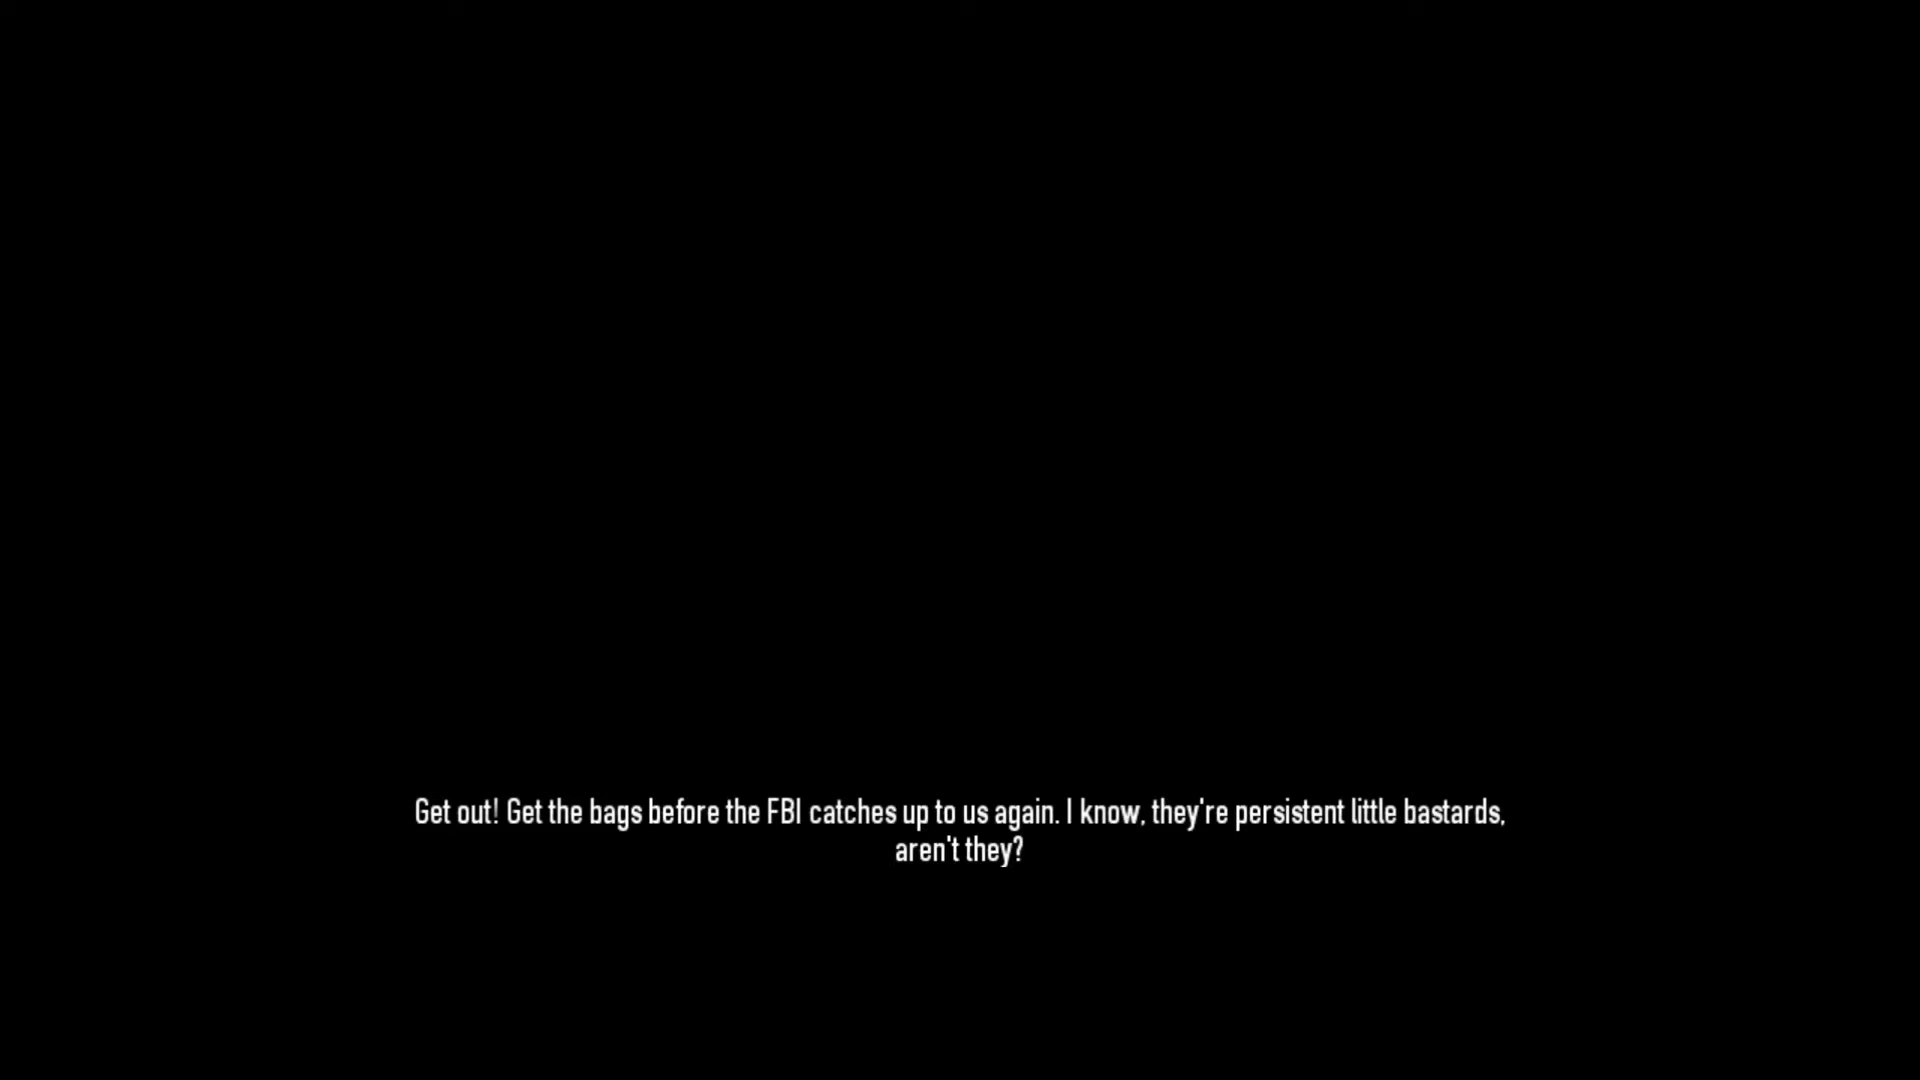 Get out! Get the bags before the FBI catches up to us again. I know, they're persistent little bastards,
aren't they?